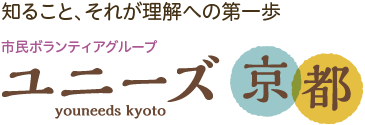 知ること、それが理解への第一歩
市民ボランティアグループ
ユニーズ京都
youneeds kyoto